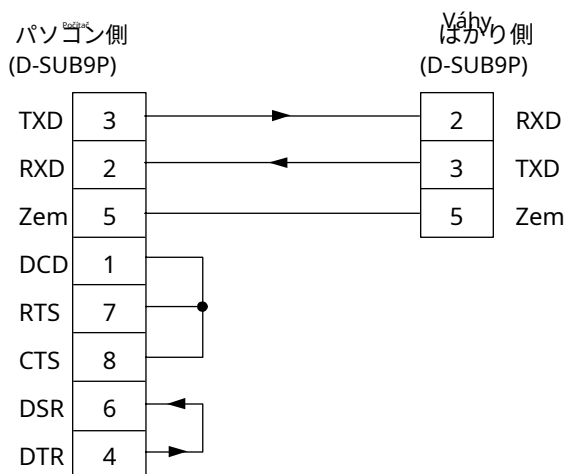 Počítač
パソコン側
(D-SUB9P)
Váhy
はかり側
(D-SUB9P)
TXD 3 2 RXD
RXD 2 3 TXD
Zem 5 5 Zem
DCD 1
RTS 7
CTS 8
DSR 6
DTR 4